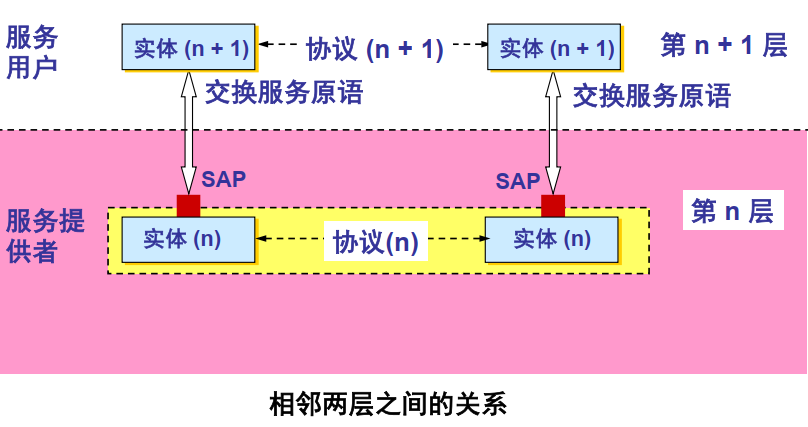 服务
用户
实体 (n + 1)
协议 (n + 1)
实体 (n + 1)
第 n + 1 层
交换服务原语
交换服务原语
SAP
SAP
服务提
供者
实体 (n)
协议(n)
实体 (n)
第 n 层
相邻两层之间的关系